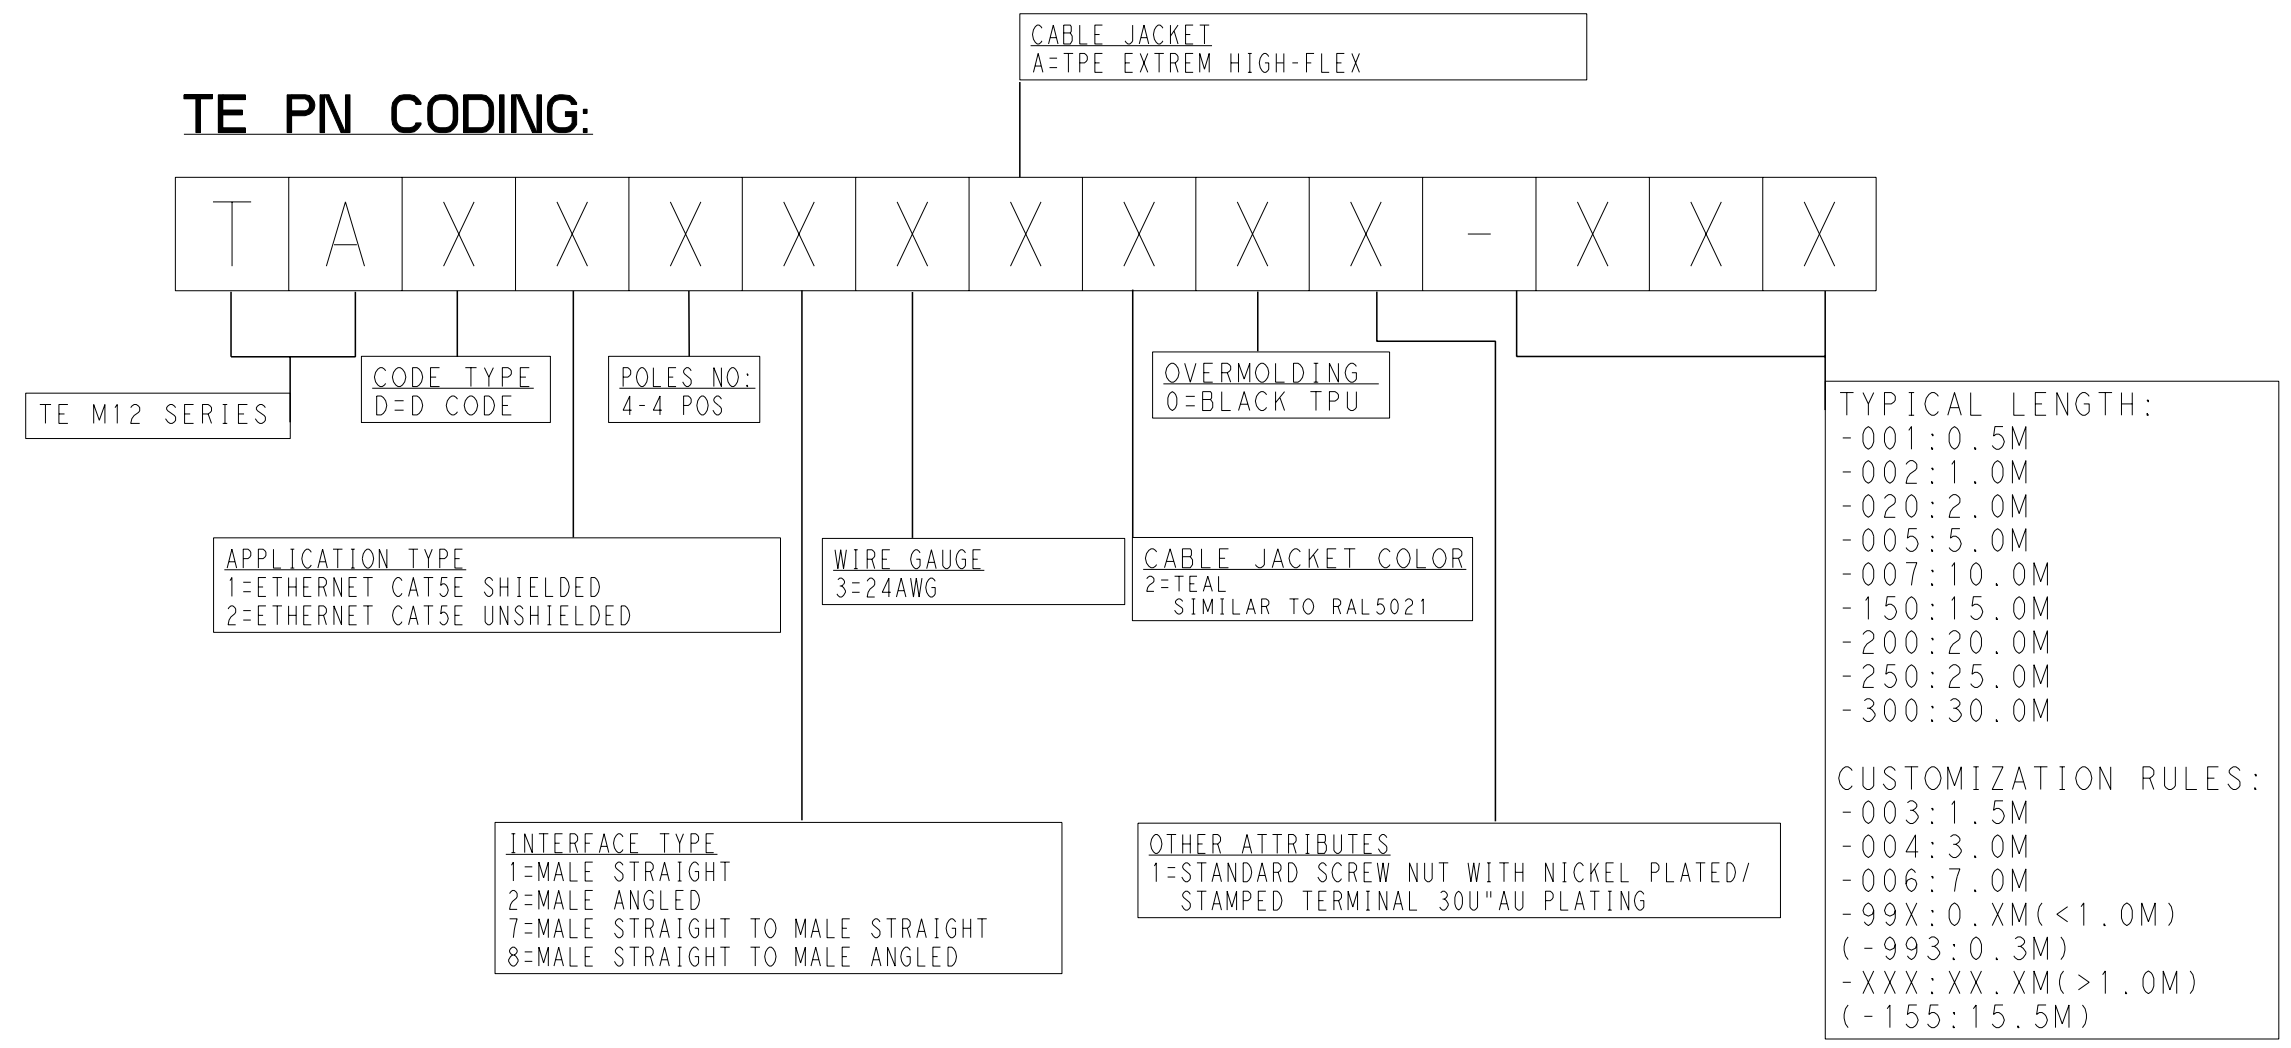 CABLE JACKET
A=TPE EXTREM HIGH-FLEX
TE PN CODING:
T A X X X X X X X X X - X X X
TE M12 SERIES
CODE TYPE
D=D CODE
POLES NO:
4-4 POS
OVERMOLDING
0=BLACK TPU
APPLICATION TYPE
1=ETHERNET CAT5E SHIELDED
2=ETHERNET CAT5E UNSHIELDED
WIRE GAUGE
3=24AWG
CABLE JACKET COLOR
2=TEAL
SIMILAR TO RAL5021
INTERFACE TYPE
1=MALE STRAIGHT
2=MALE ANGLED
7=MALE STRAIGHT TO MALE STRAIGHT
8=MALE STRAIGHT TO MALE ANGLED
OTHER ATTRIBUTES
1=STANDARD SCREW NUT WITH NICKEL PLATED/
STAMPED TERMINAL 30U"AU PLATING
TYPICAL LENGTH:
-001:0.5M
-002:1.0M
-020:2.0M
-005:5.0M
-007:10.0M
-150:15.0M
-200:20.0M
-250:25.0M
-300:30.0M
CUSTOMIZATION RULES:
-003:1.5M
-004:3.0M
-006:7.0M
-99X:0.XM(<1.0M)
(-993:0.3M)
-XXX:XX.XM(>1.0M)
(-155:15.5M)